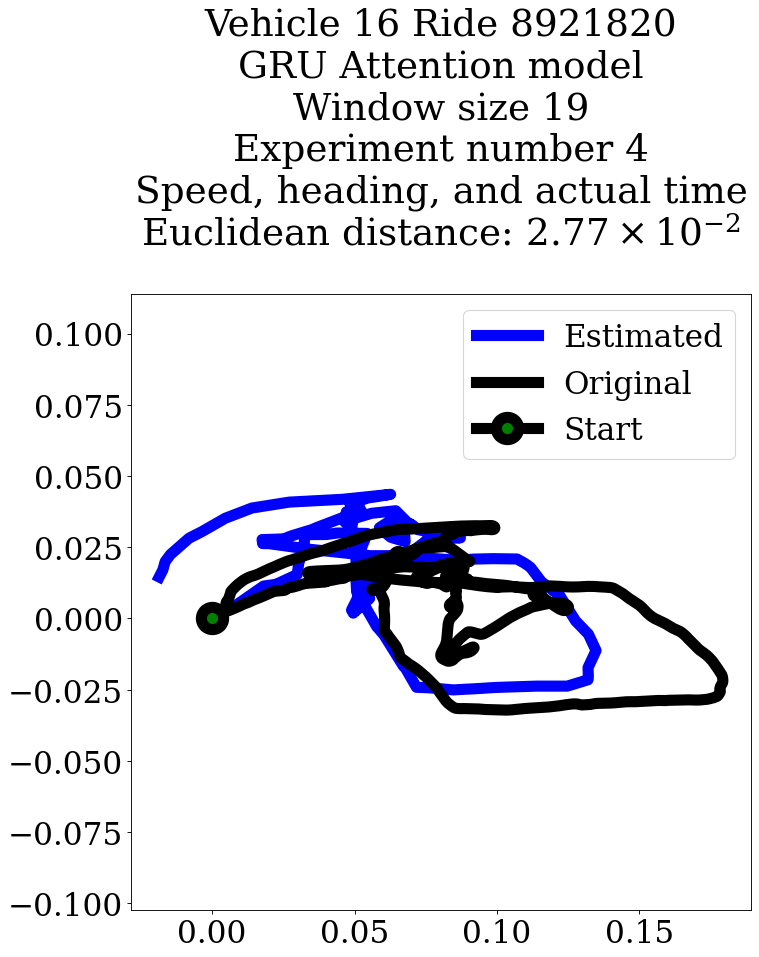 Vehicle 16 Ride 8921820
GRU Attention model
Window size 19
Experiment number 4
Speed, heading, and actual time
Euclidean distance: 2.77 × 10⁻²
Estimated
Original
Start
0.100
0.075
0.050
0.025
0.000
−0.025
−0.050
−0.075
−0.100
0.00 0.05 0.10 0.15